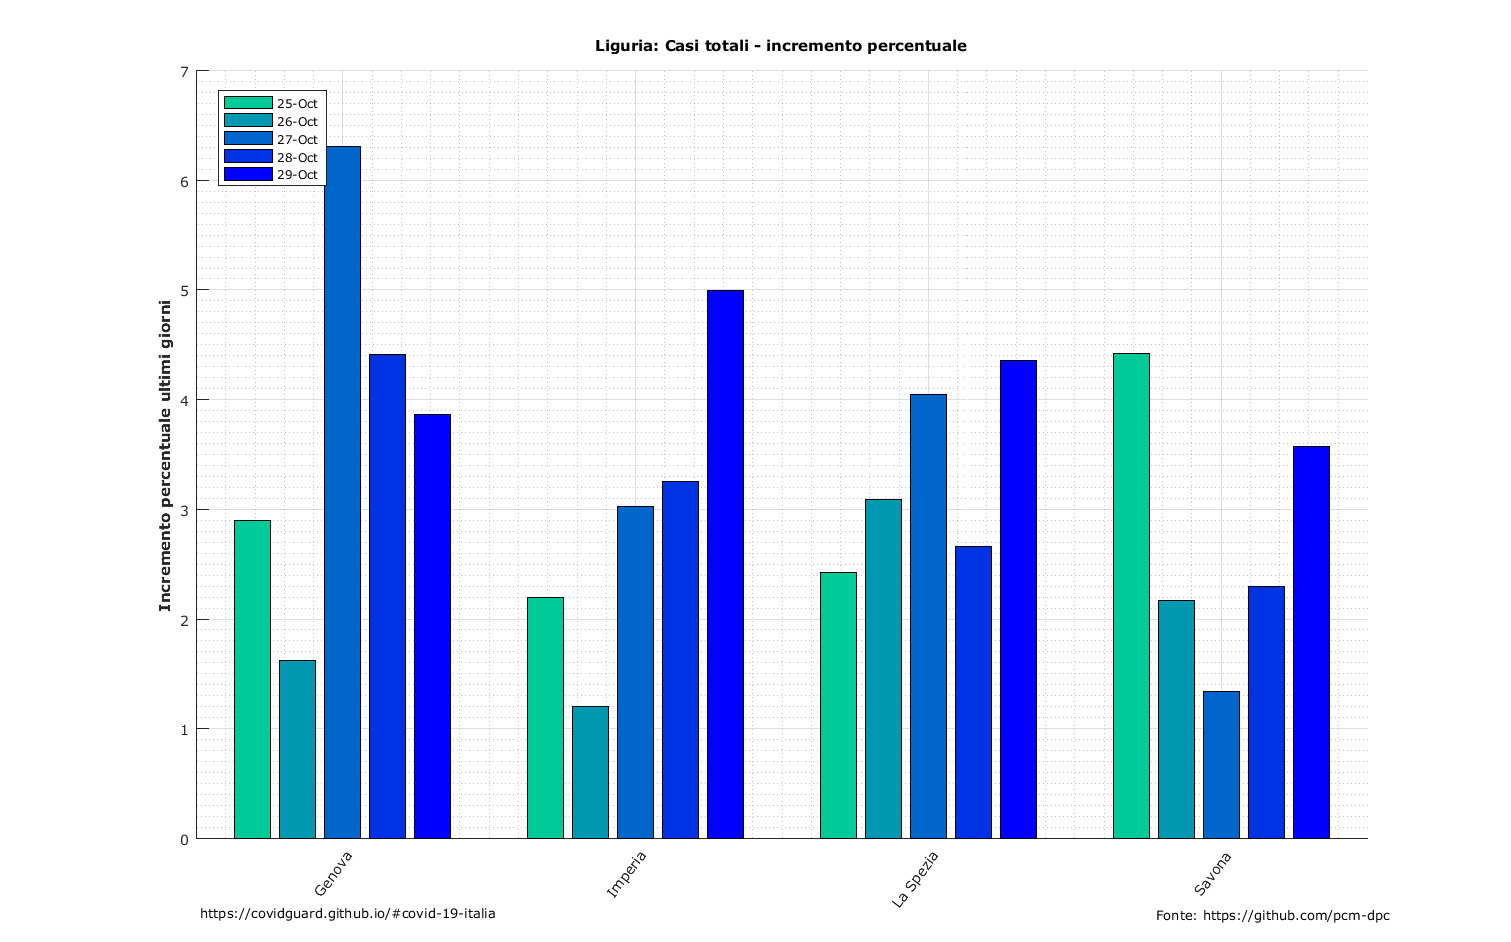 Liguria: Casi totali - incremento percentuale
Incremento percentuale ultimi giorni
7
6
5
4
3
2
1
0
25-Oct
26-Oct
27-Oct
28-Oct
29-Oct
Genova
Imperia
La Spezia
Savona
https://covidguard.github.io/#covid-19-italia
Fonte: https://github.com/pcm-dpc